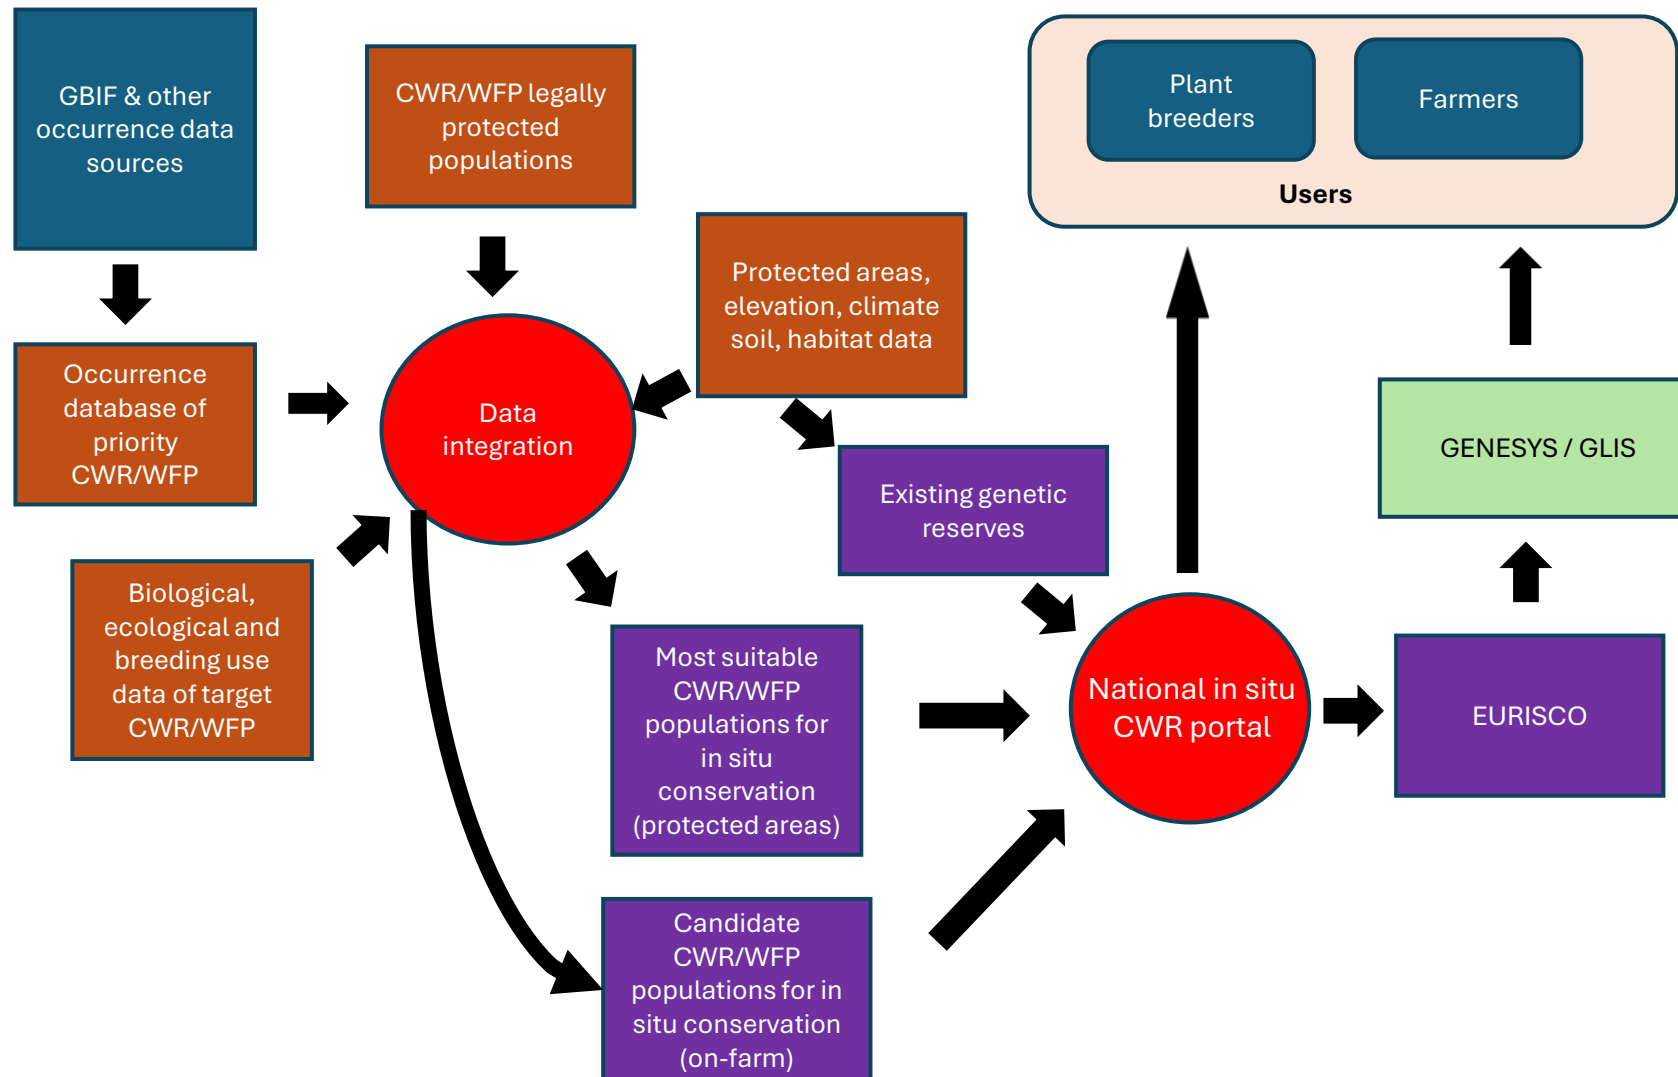 GBIF & other
occurrence data
sources
CWR/WFP legally
protected
populations
Plant
breeders
Farmers
Users
Protected areas,
elevation, climate
soil, habitat data
Occurrence
database of
priority
CWR/WFP
Data
integration
GENESYS / GLIS
Existing genetic
reserves
Biological,
ecological and
breeding use
data of target
CWR/WFP
Most suitable
CWR/WFP
populations for
in situ
conservation
(protected areas)
National in situ
CWR portal
EURISCO
Candidate
CWR/WFP
populations for in
situ conservation
(on-farm)